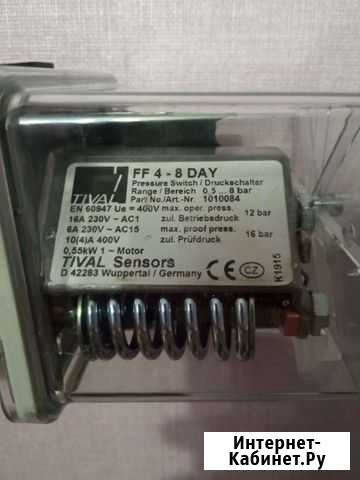 FF 4 - 8 DAY
Pressure Switch / Druckschalter
Range / Bereich 0,5 ... 8 bar
Part No./Art.-Nr. 1010084
TIVAL
EN 60947 Ue = 400V max. oper. press. 12 bar
16A 230V ~ AC1 zul. Betriebsdruck
6A 230V ~ AC15 max. proof press. 16 bar
10(4)A 400V zul. Prüfdruck
0,55kW 1 ~ Motor
TIVAL Sensors
D 42283 Wuppertal / Germany
CE CZ
K1915
Интернет-
Кабинет.Ру